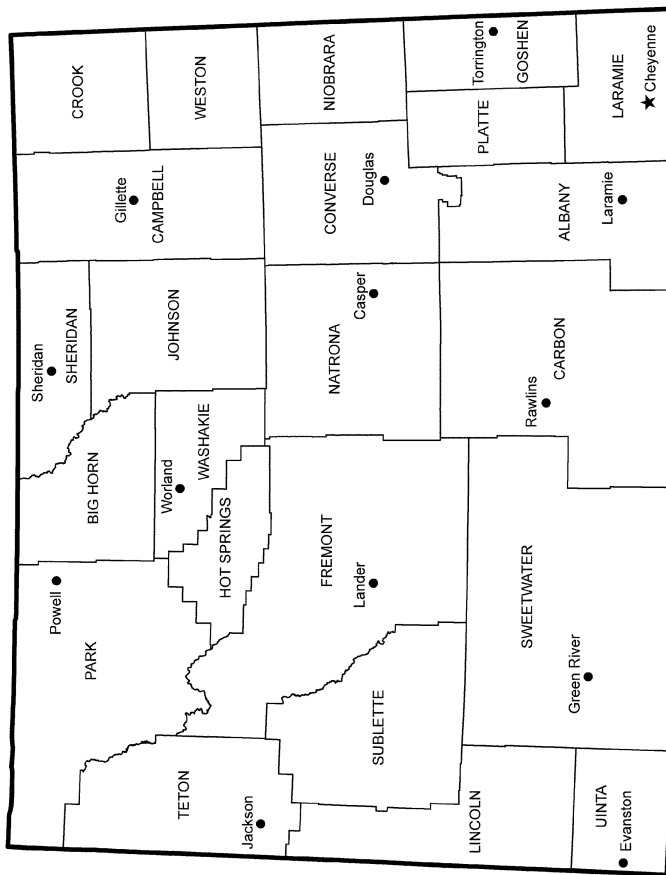 Powell
PARK
TETON
Jackson
BIG HORN
Sheridan
SHERIDAN
Gillette
CAMPBELL
CROOK
JOHNSON
Worland
WASHAKIE
HOT SPRINGS
WESTON
FREMONT
Lander
SUBLETTE
LINCOLN
NATRONA
Casper
CONVERSE
Douglas
NIOBRARA
SWEETWATER
Green River
UINTA
Evanston
Rawlins
CARBON
ALBANY
Laramie
PLATTE
Torrington
GOSHEN
LARAMIE
Cheyenne